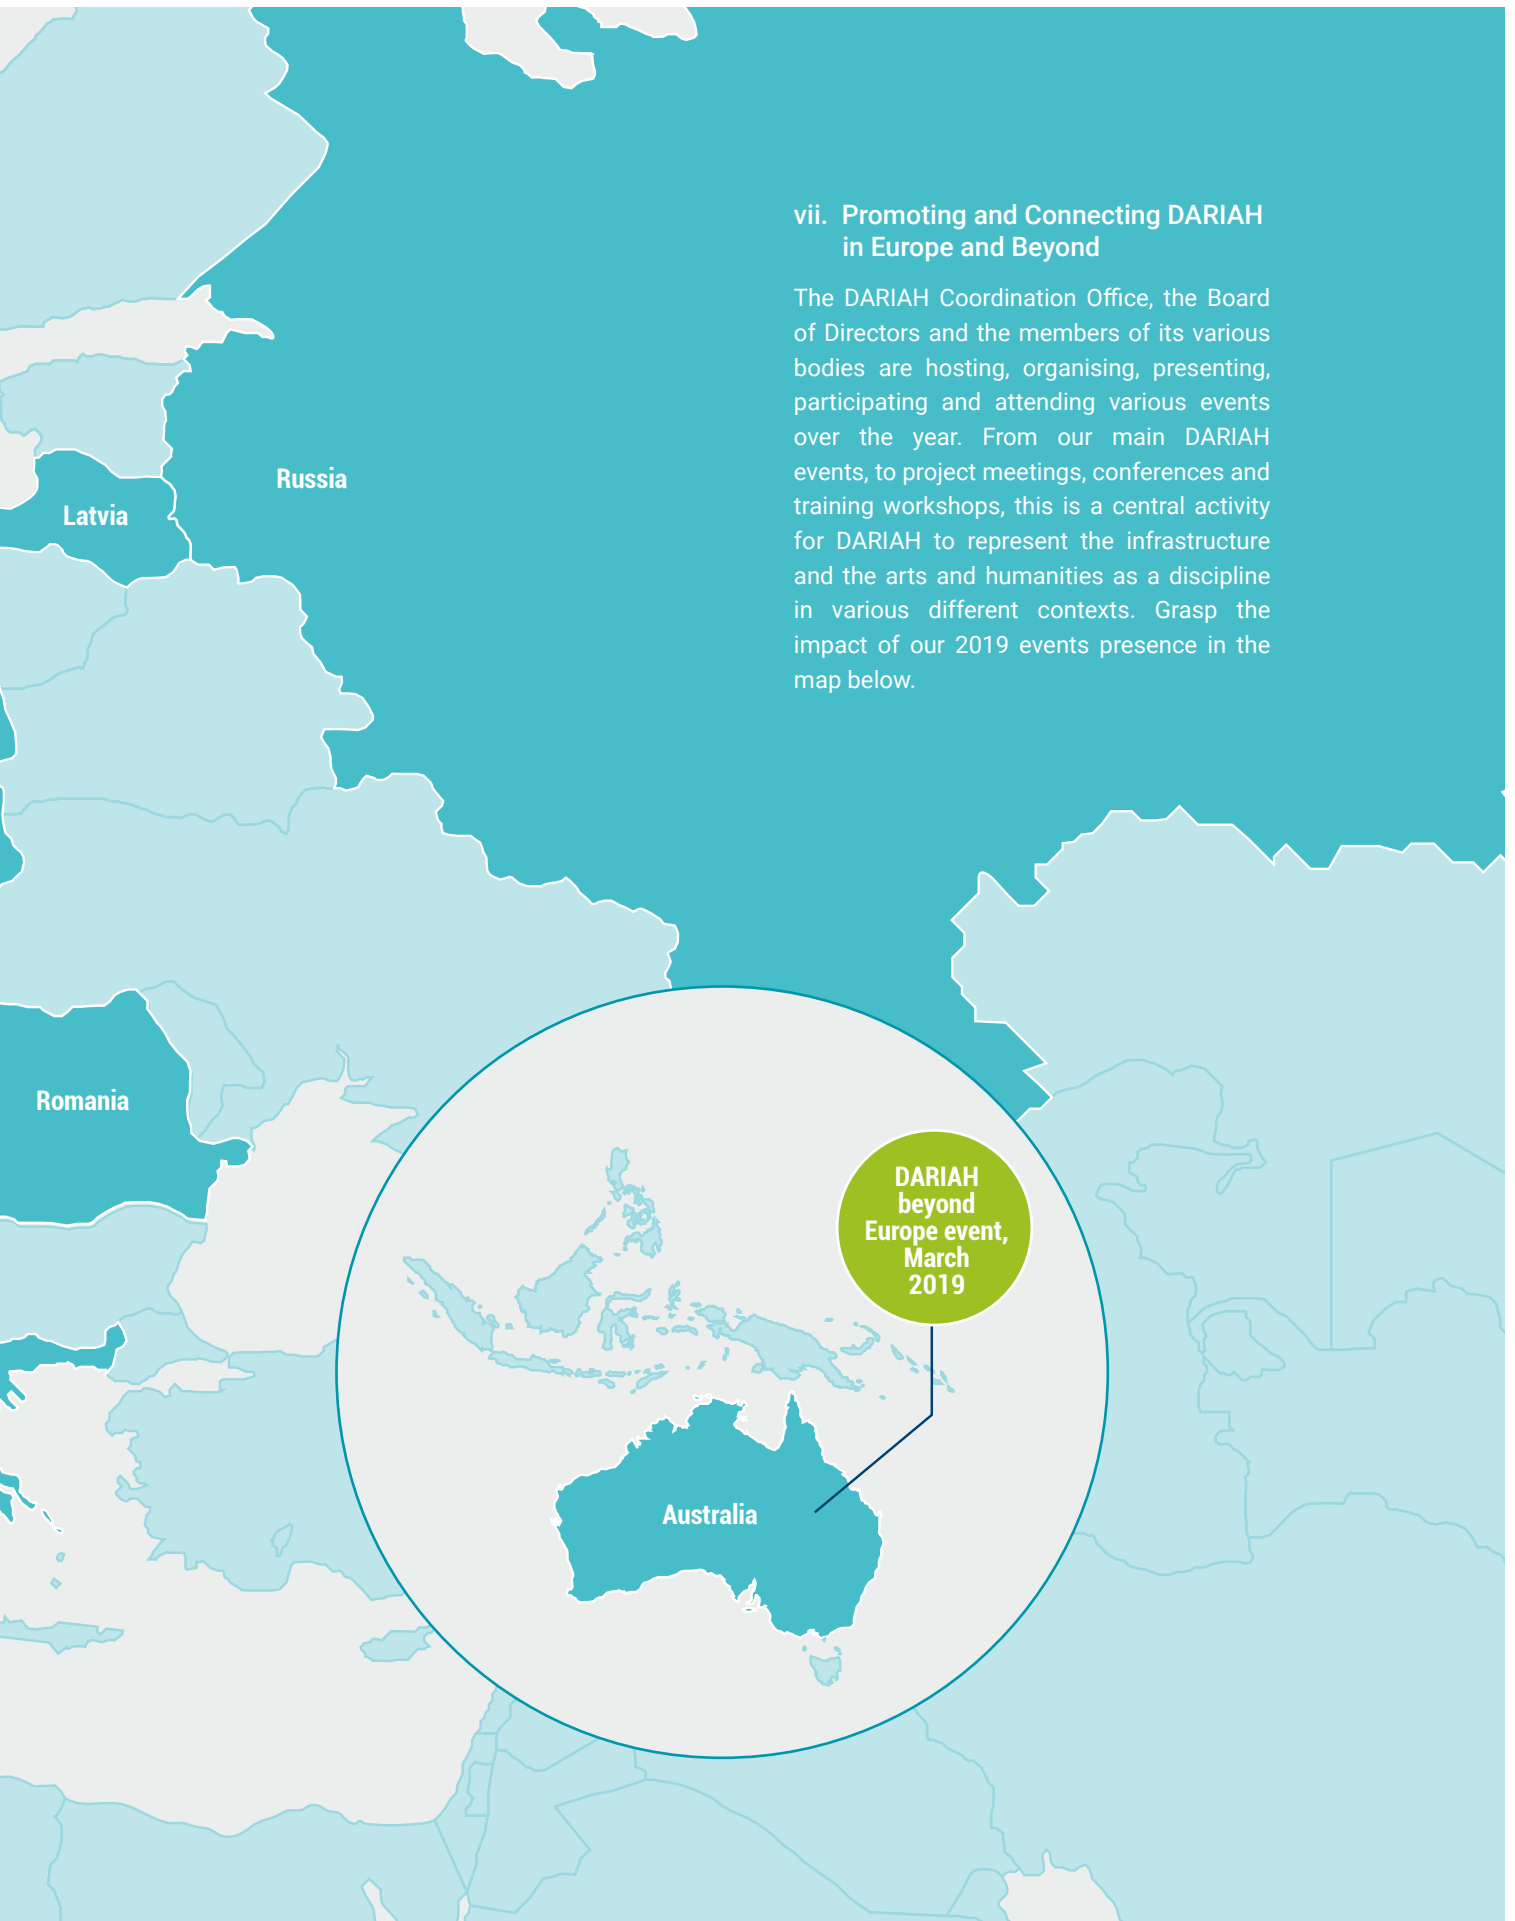 vii. Promoting and Connecting DARIAH
in Europe and Beyond
The DARIAH Coordination Office, the Board
of Directors and the members of its various
bodies are hosting, organising, presenting,
participating and attending various events
over the year. From our main DARIAH
events, to project meetings, conferences and
training workshops, this is a central activity
for DARIAH to represent the infrastructure
and the arts and humanities as a discipline
in various different contexts. Grasp the
impact of our 2019 events presence in the
map below.
Russia
Latvia
Romania
DARIAH
beyond
Europe event,
March
2019
Australia